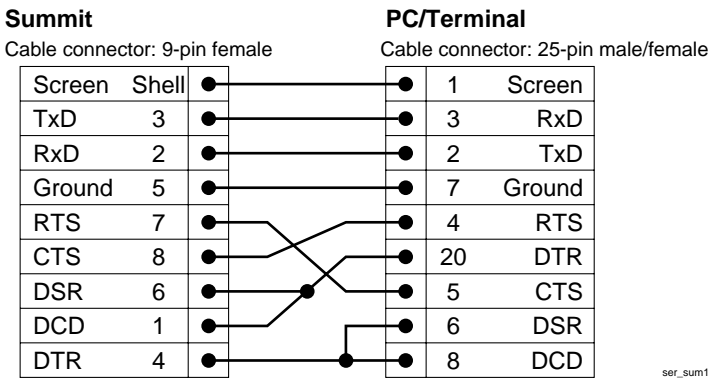 Summit PC/Terminal
Cable connector: 9-pin female Cable connector: 25-pin male/female
Screen Shell 1 Screen
TxD 3 3 RxD
RxD 2 2 TxD
Ground 5 7 Ground
RTS 7 4 RTS
CTS 8 20 DTR
DSR 6 5 CTS
DCD 1 6 DSR
DTR 4 8 DCD
ser_sum1